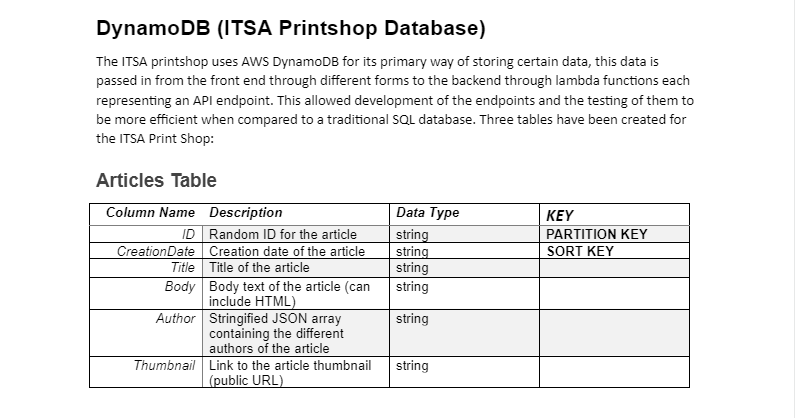 DynamoDB (ITSA Printshop Database)
The ITSA printshop uses AWS DynamoDB for its primary way of storing certain data, this data is
passed in from the front end through different forms to the backend through lambda functions each
representing an API endpoint. This allowed development of the endpoints and the testing of them to
be more efficient when compared to a traditional SQL database. Three tables have been created for
the ITSA Print Shop:
Articles Table
Column Name Description Data Type KEY
ID Random ID for the article string PARTITION KEY
CreationDate Creation date of the article string SORT KEY
Title Title of the article string
Body Body text of the article (can string
include HTML)
Author Stringified JSON array string
containing the different
authors of the article
Thumbnail Link to the article thumbnail string
(public URL)